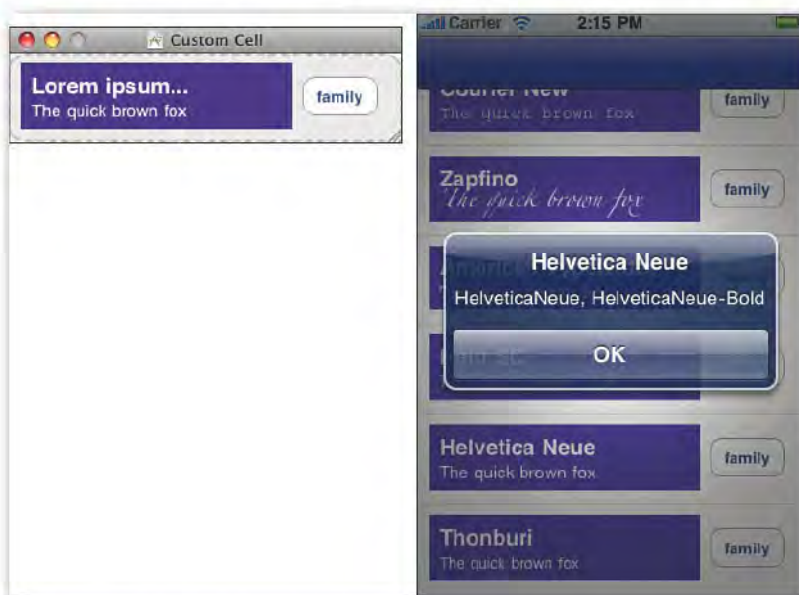 Custom Cell
Lorem ipsum...
The quick brown fox
family
Carrier 2:15 PM
Courier New
The quick brown fox
family
Zapfino
The quick brown fox
family
Helvetica Neue
HelveticaNeue, HelveticaNeue-Bold
OK
Helvetica Neue
The quick brown fox
family
Thonburi
The quick brown fox
family